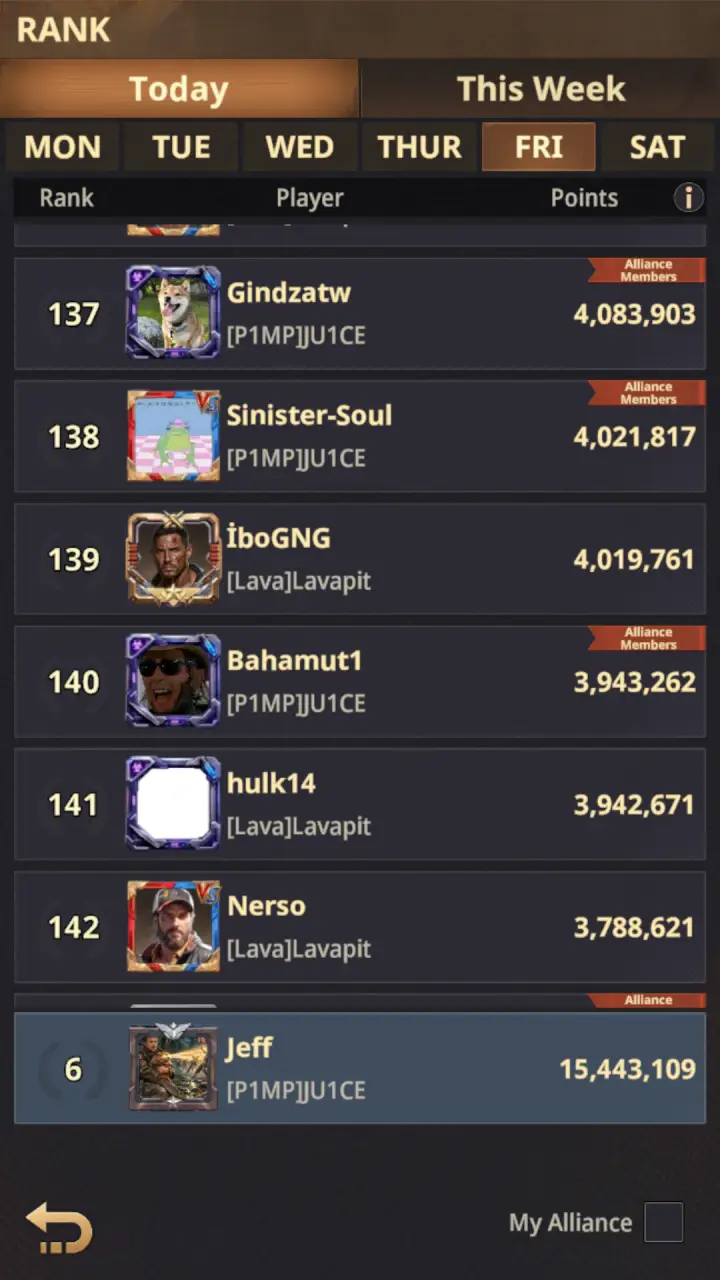 RANK
Today This Week
MON TUE WED THUR FRI SAT
Rank Player Points i
137 Gindzatw [P1MP]JU1CE Alliance Members 4,083,903
138 Sinister-Soul [P1MP]JU1CE Alliance Members 4,021,817
139 İboGNG [Lava]Lavapit 4,019,761
140 Bahamut1 [P1MP]JU1CE Alliance Members 3,943,262
141 hulk14 [Lava]Lavapit 3,942,671
142 Nerso [Lava]Lavapit 3,788,621
Alliance
6 Jeff [P1MP]JU1CE 15,443,109
My Alliance